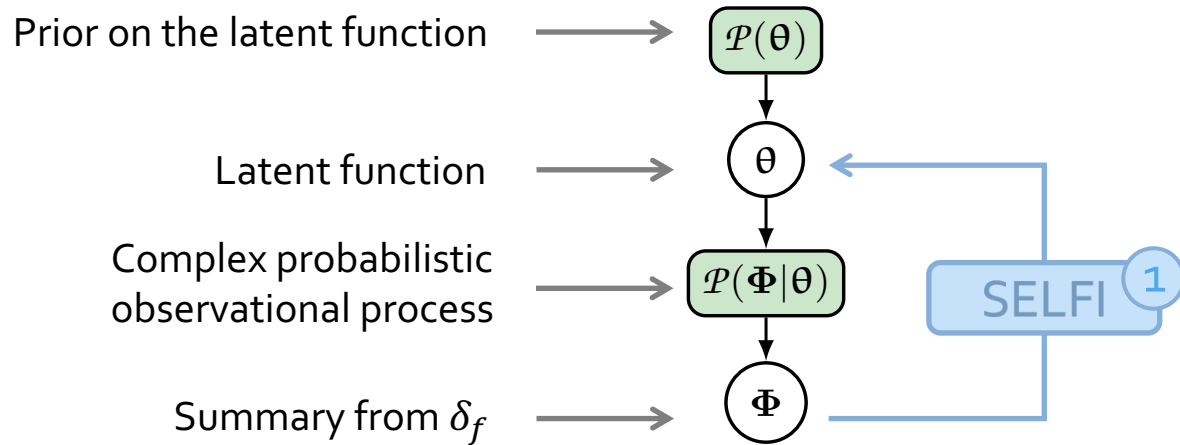 Prior on the latent function
𝒫(θ)
Latent function
θ
Complex probabilistic
observational process
𝒫(Φ|θ)
SELFI
1
Summary from δ_f
Φ